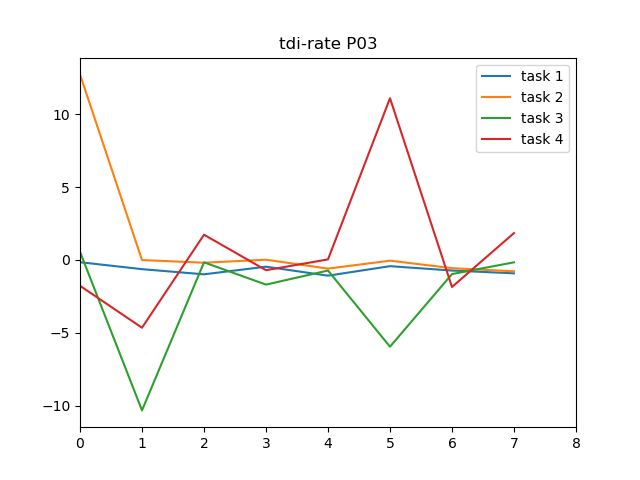 tdi-rate P03
task 1
task 2
task 3
task 4
10
5
0
−5
−10
0 1 2 3 4 5 6 7 8